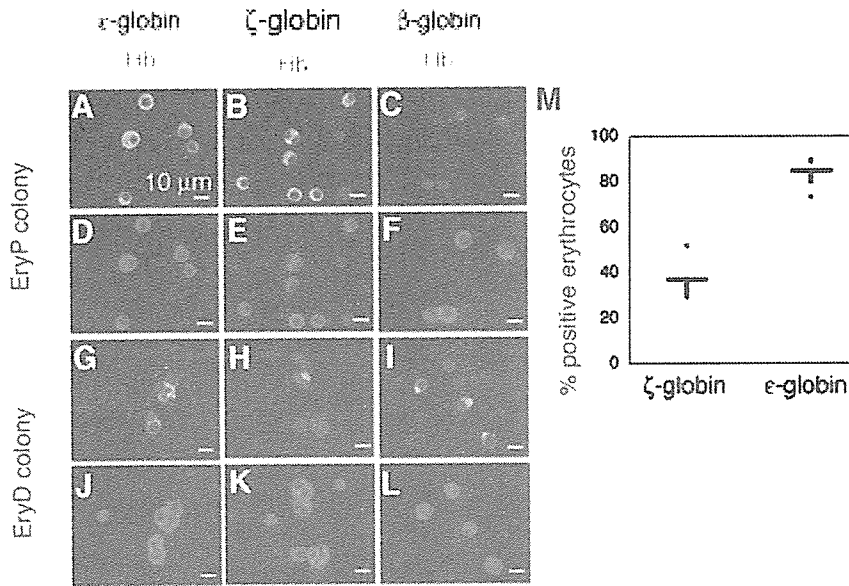 ε-globin ζ-globin β-globin
Hb Hb Hb
A B C
10 μm
D E F
G H I
J K L
EryP colony
EryD colony
M
% positive erythrocytes
100
80
60
40
20
0
ζ-globin ε-globin